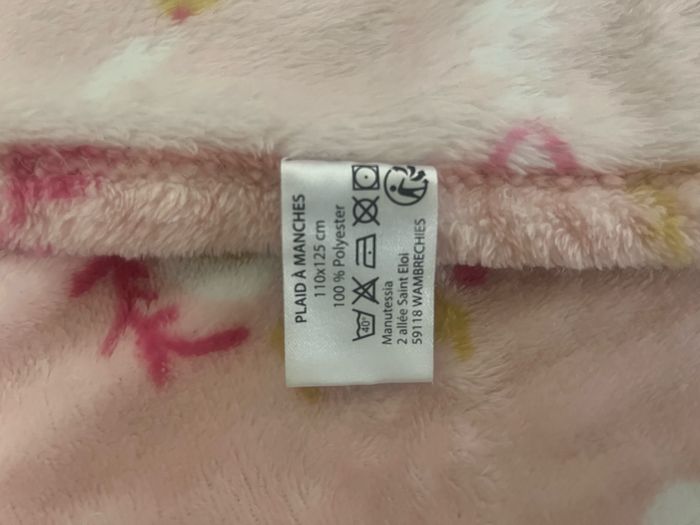 PLAID À MANCHES
110x125 cm
100 % Polyester
40°
Manutessia
2 allée Saint Eloi
59118 WAMBRECHIES